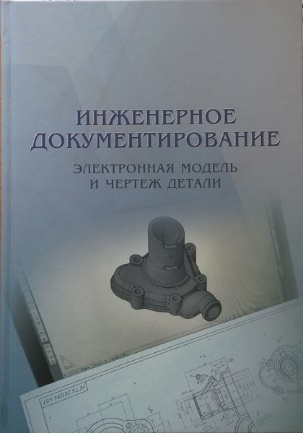 ИНЖЕНЕРНОЕ
ДОКУМЕНТИРОВАНИЕ
ЭЛЕКТРОННАЯ МОДЕЛЬ
И ЧЕРТЕЖ ДЕТАЛИ